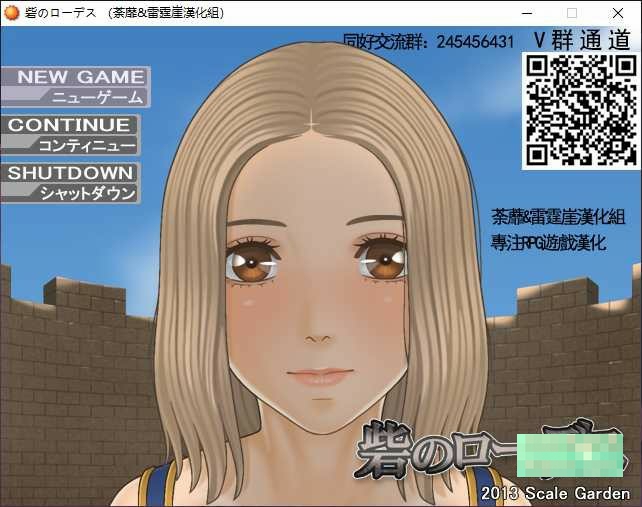 砦のローデス (荼靡&雷霆崖漢化組)
同好交流群: 245456431 V群通道
NEW GAME
ニューゲーム
CONTINUE
コンティニュー
SHUTDOWN
シャットダウン
荼靡&雷霆崖漢化組
專注RPG遊戲漢化
砦のローデ
2013 Scale Garden